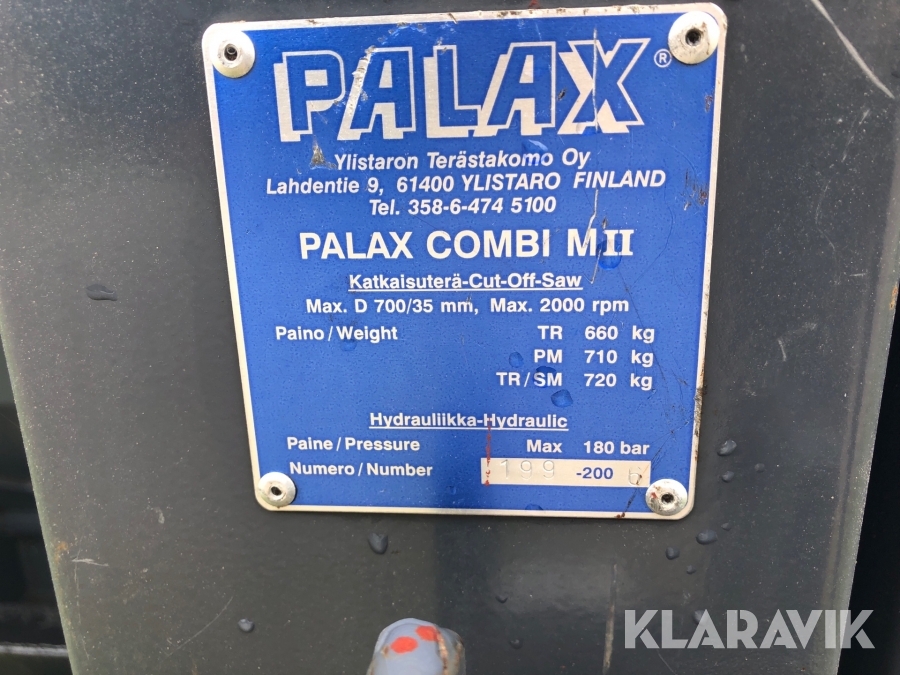 PALAX®
Ylistaron Terästakomo Oy
Lahdentie 9, 61400 YLISTARO FINLAND
Tel. 358-6-474 5100
PALAX COMBI M II
Katkaisuterä-Cut-Off-Saw
Max. D 700/35 mm, Max. 2000 rpm
Paino/Weight TR 660 kg
PM 710 kg
TR/SM 720 kg
Hydrauliikka-Hydraulic
Paine/Pressure Max 180 bar
Numero/Number 199 -200 6
KLARAVIK